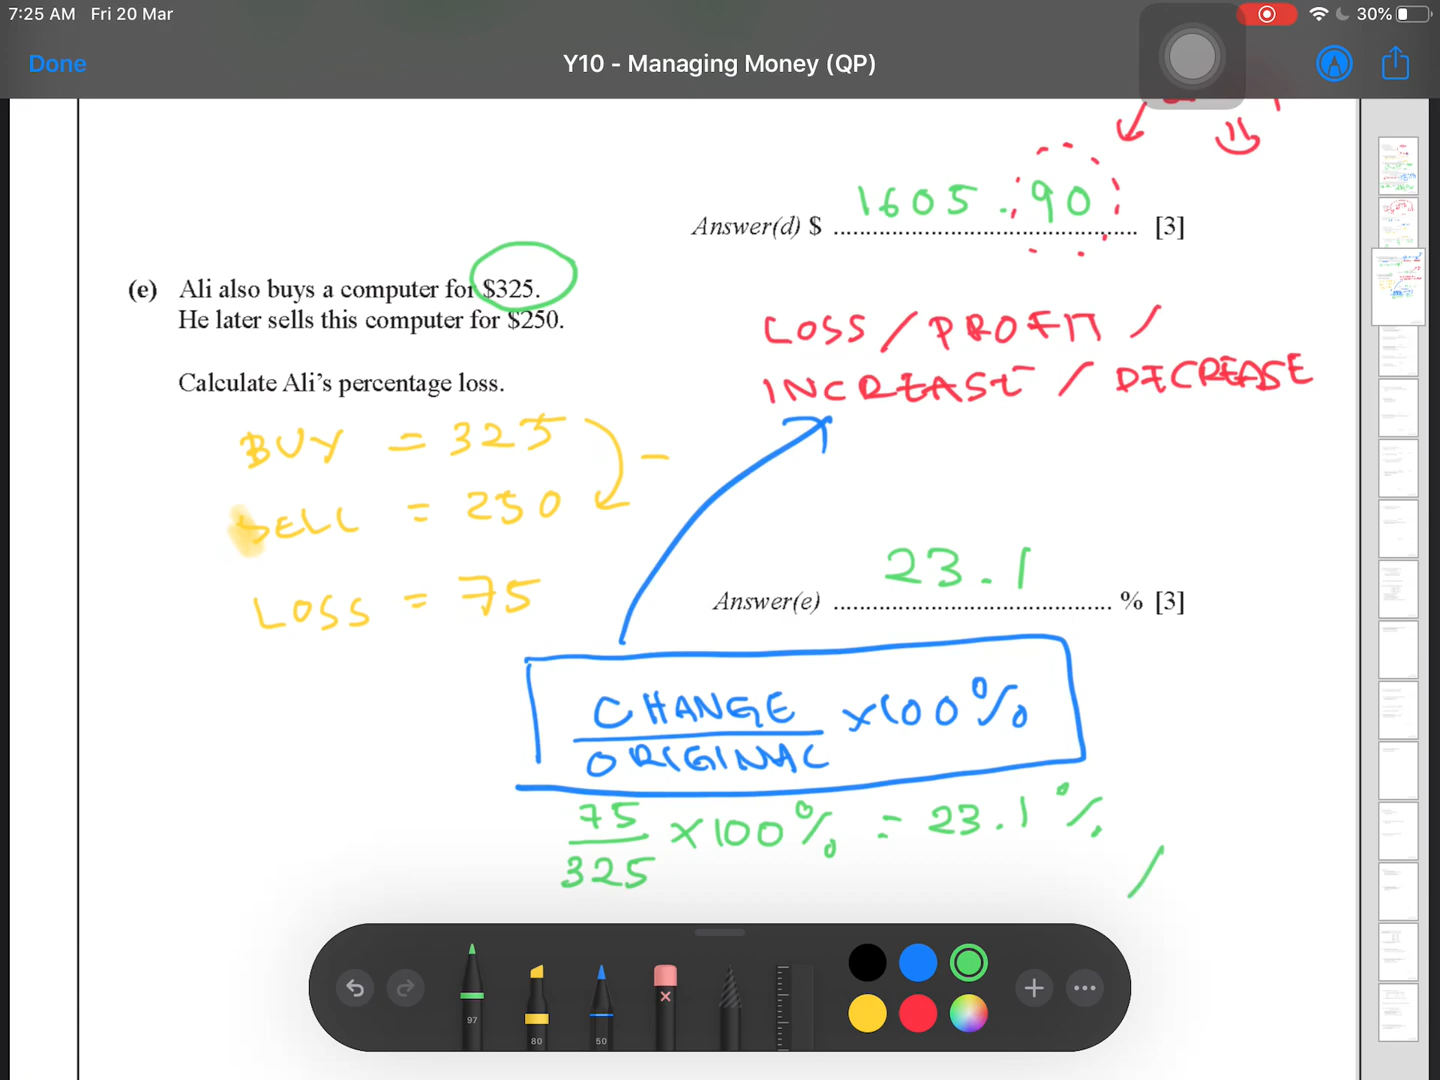 7:25 AM Fri 20 Mar
30%
Done
Y10 - Managing Money (QP)
1605.90
Answer(d) $ ................................................ [3]
(e) Ali also buys a computer for $325.
He later sells this computer for $250.
LOSS / PROFIT /
INCREASE / DECREASE
Calculate Ali's percentage loss.
BUY = 325
−
SELL = 250
LOSS = 75
23.1
Answer(e) ............................................ % [3]
CHANGE
ORIGINAL
×100%
75
325
×100% = 23.1%
97
80
50